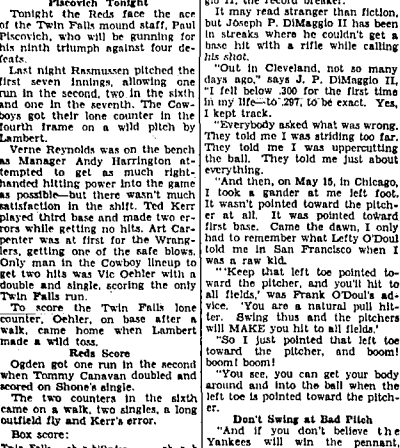 Piscovich Tonight
Tonight the Reds face the ace
of the Twin Falls mound staff, Paul
Piscovich, who will be gunning for
his ninth triumph against four de-
feats.
Last night Rasmussen pitched the
first seven innings, allowing one
run in the second, two in the sixth
and one in the seventh. The Cow-
boys got their lone counter in the
fourth frame on a wild pitch by
Lambert.
Verne Reynolds was on the bench
as Manager Andy Harrington at-
tempted to get as much right-
handed hitting power into the game
as possible—but there wasn't much
satisfaction in the shift. Ted Kerr
played third base and made two er-
rors while getting no hits. Art Car-
penter was at first for the Wrang-
lers, getting one of the safe blows.
Only man in the Cowboy lineup to
get two hits was Vic Oehler with a
double and single, scoring the only
Twin Falls run.
To score the Twin Falls lone
counter, Oehler, on base after a
walk, came home when Lambert
made a wild toss.
Reds Score
Ogden got one run in the second
when Tommy Canavan doubled and
scored on Shone's single.
The two counters in the sixth
came on a walk, two singles, a long
outfield fly and Kerr's error.
Box score:
gio II, the record breaker.
It may read stranger than fiction,
but Joseph P. DiMaggio II has been
in streaks where he couldn't get a
base hit with a rifle while calling
his shot.
"Out in Cleveland, not so many
days ago," says J. P. DiMaggio II,
"I fell below .300 for the first time
in my life—to .297, to be exact. Yes,
I kept track.
"Everybody asked what was wrong.
They told me I was striding too far.
They told me I was uppercutting
the ball. They told me just about
everything.
"And then, on May 15, in Chicago,
I took a gander at me left foot.
It wasn't pointed toward the pitch-
er at all. It was pointed toward
first base. Came the dawn, I only
had to remember what Lefty O'Doul
told me in San Francisco when I
was a raw kid.
"'Keep that left toe pointed to-
ward the pitcher, and you'll hit to
all fields,' was Frank O'Doul's ad-
vice. 'You are a natural pull hit-
ter. Swing thus and the pitchers
will MAKE you hit to all fields.'
"So I just pointed that left toe
toward the pitcher, and boom!
boom! boom!
"You see, you can get your body
around and into the ball when the
left toe is pointed toward the pitch-
er.
Don't Swing at Bad Pitch
"And if you don't believe the
Yankees will win the pennant